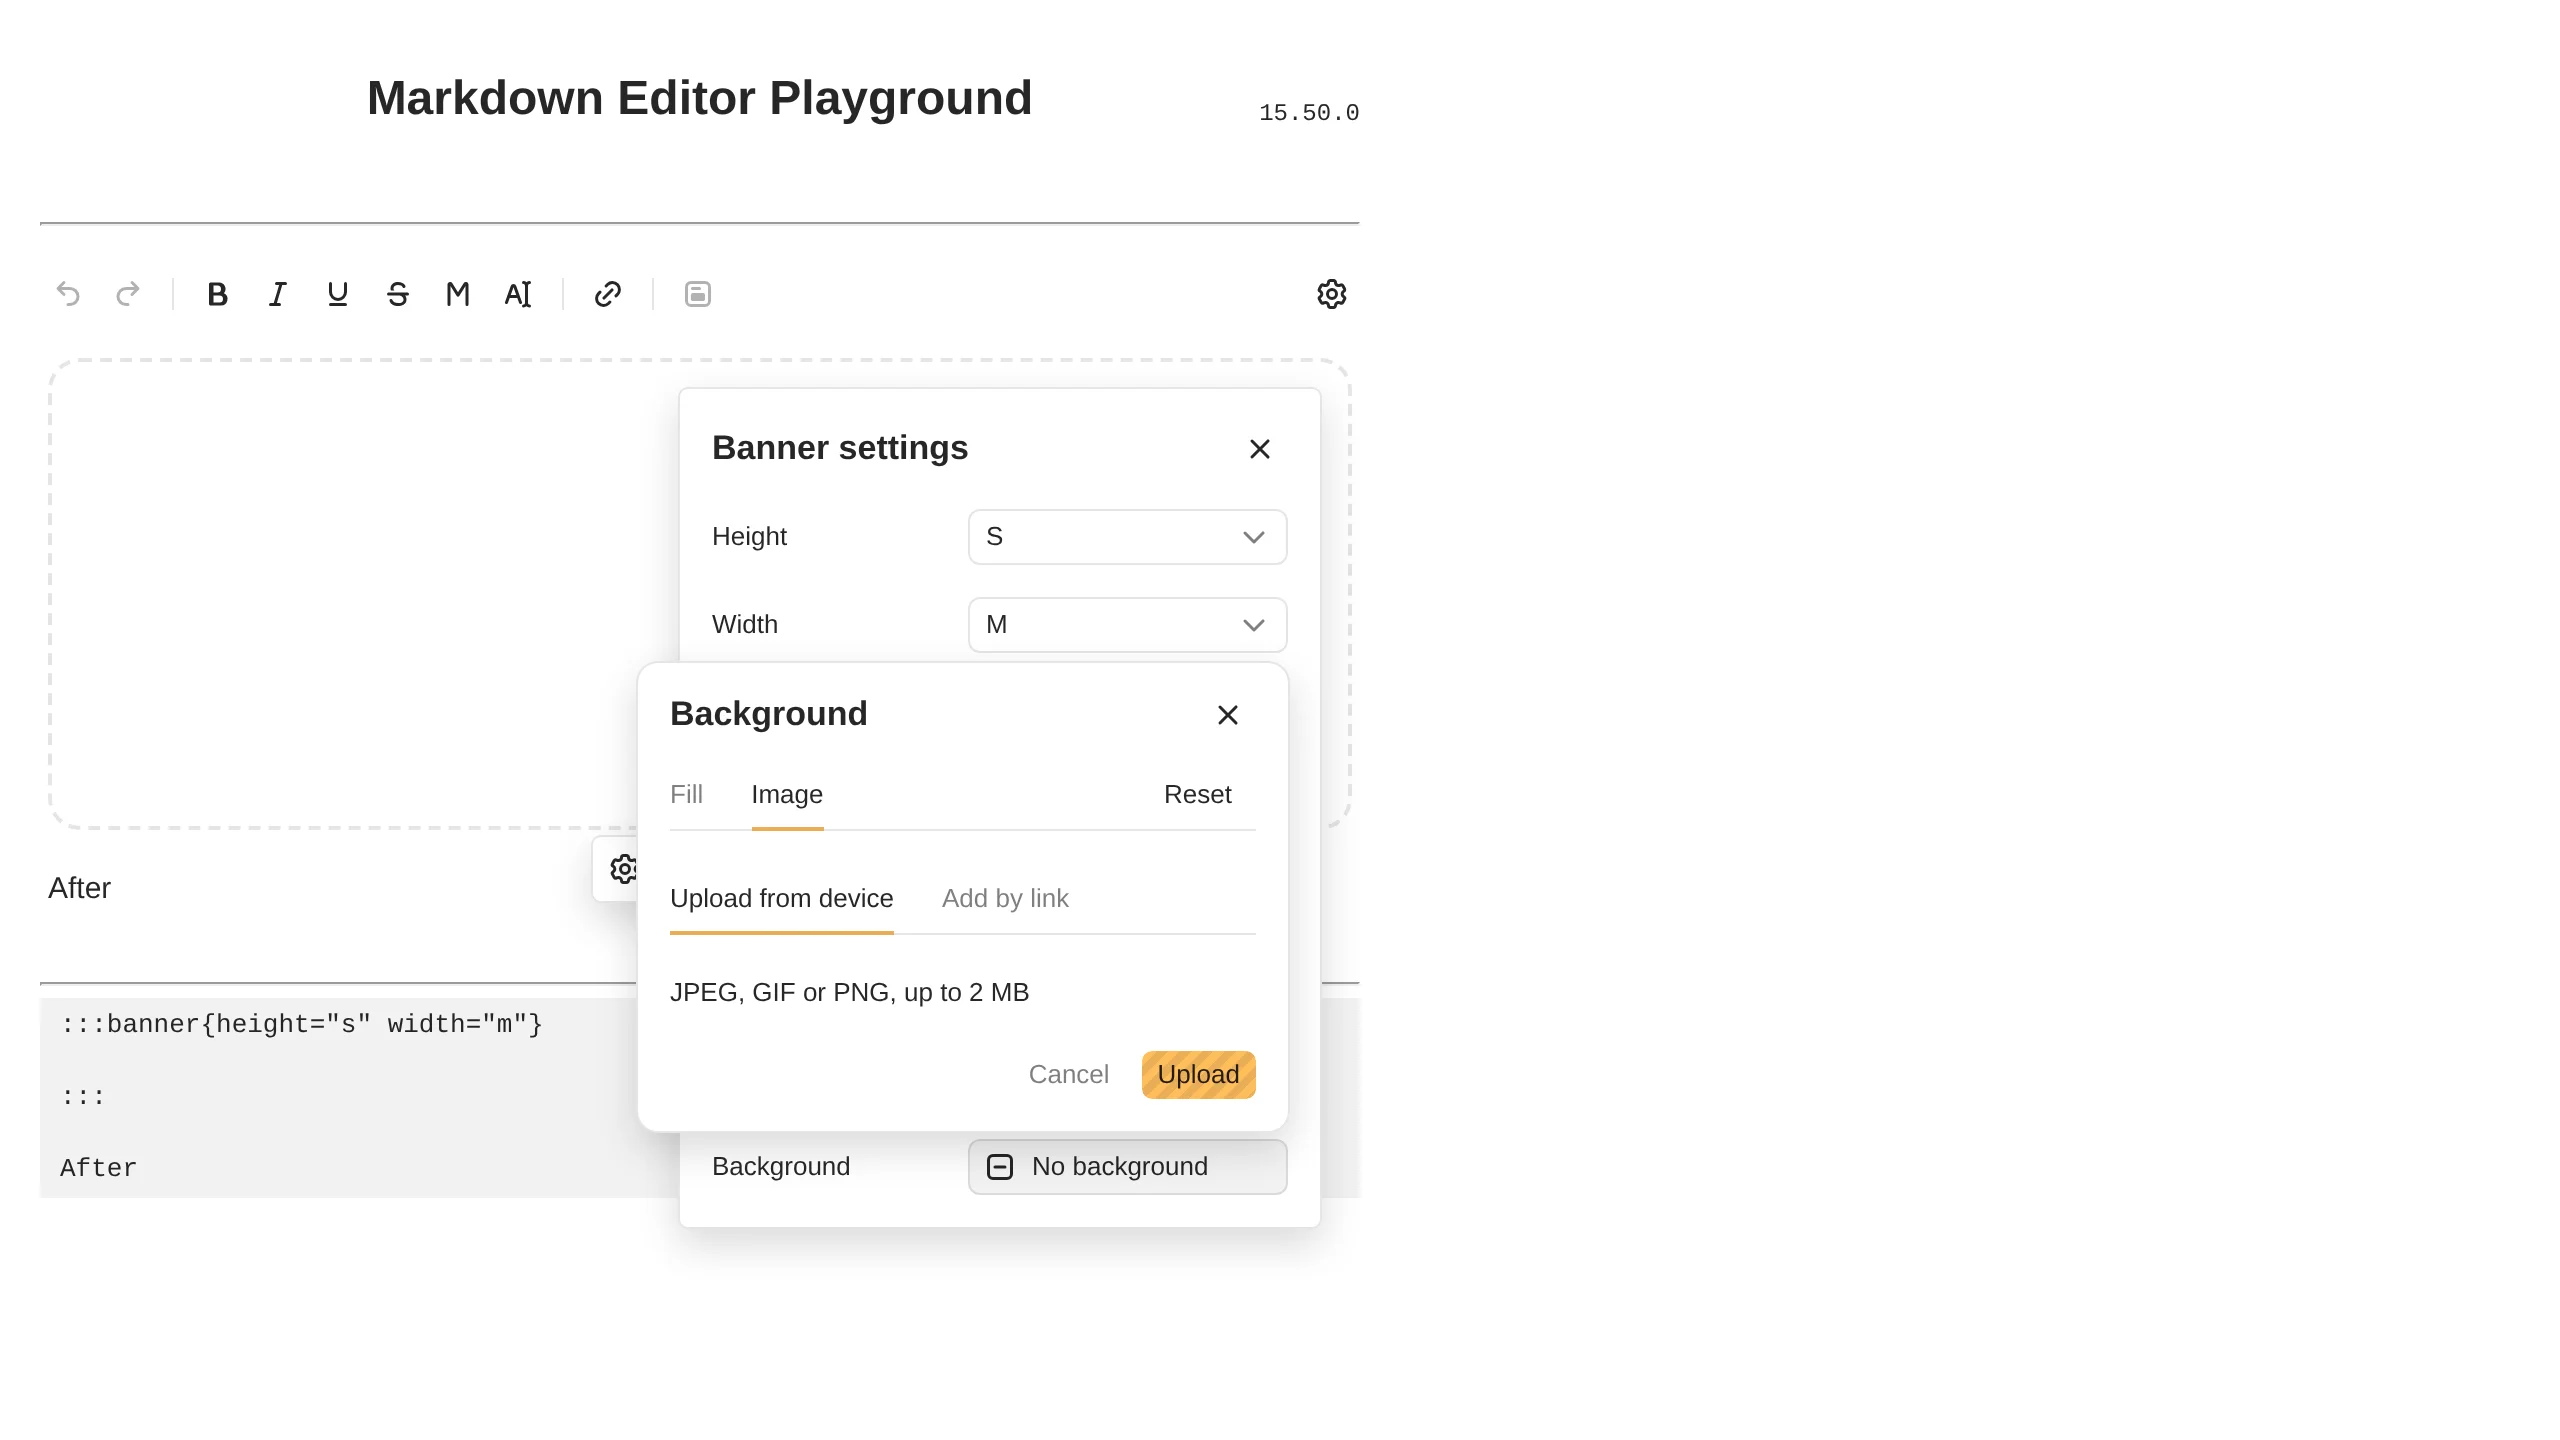 Markdown Editor Playground
15.50.0
Banner settings
Height
S
Width
M
Background
Fill
Image
Reset
After
Upload from device
Add by link
JPEG, GIF or PNG, up to 2 MB
:::banner{height="s" width="m"}
Cancel
Upload
:::
After
Background
No background